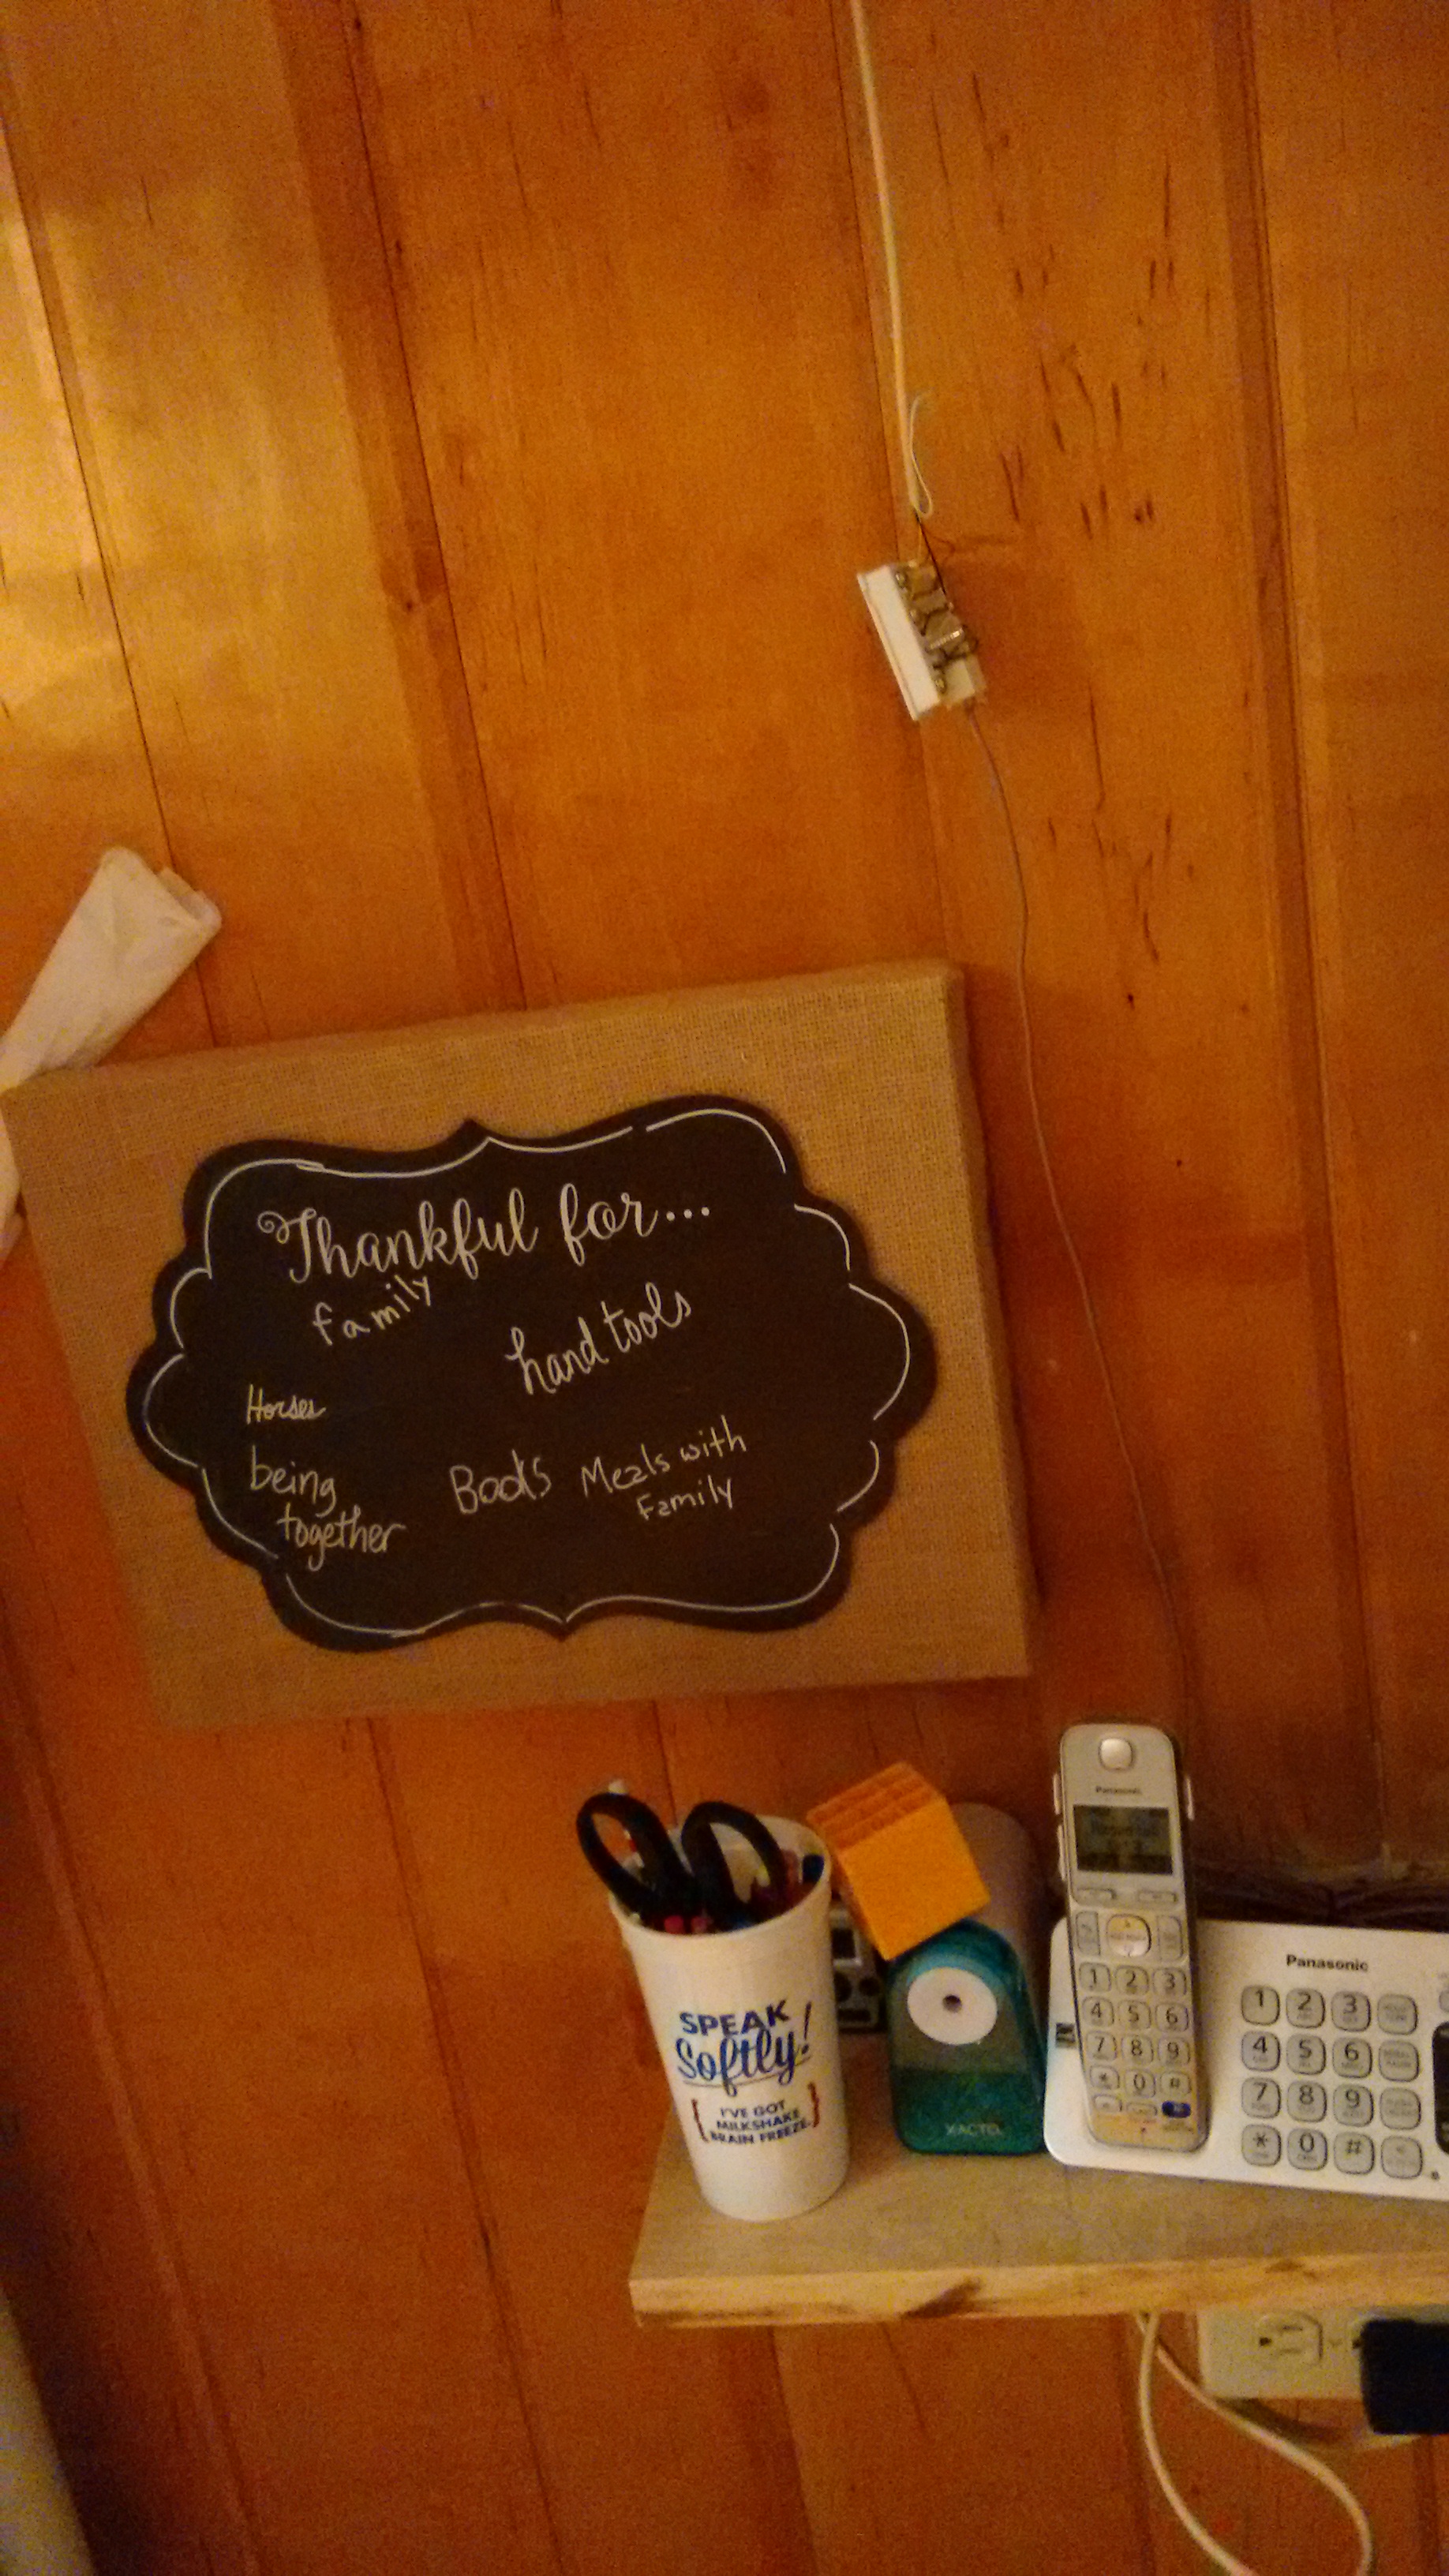 Thankful for...
family
hand tools
Horses
being
together
Books
Meals with
Family
Panasonic
1 2 3
4 5 6
7 8 9
* 0 #
Panasonic
1 2 3
4 5 6
7 8 9
* 0 #
SPEAK
Softly!
[I'VE GOT
MILKSHAKE
BRAIN FREEZE.]
X-ACTO